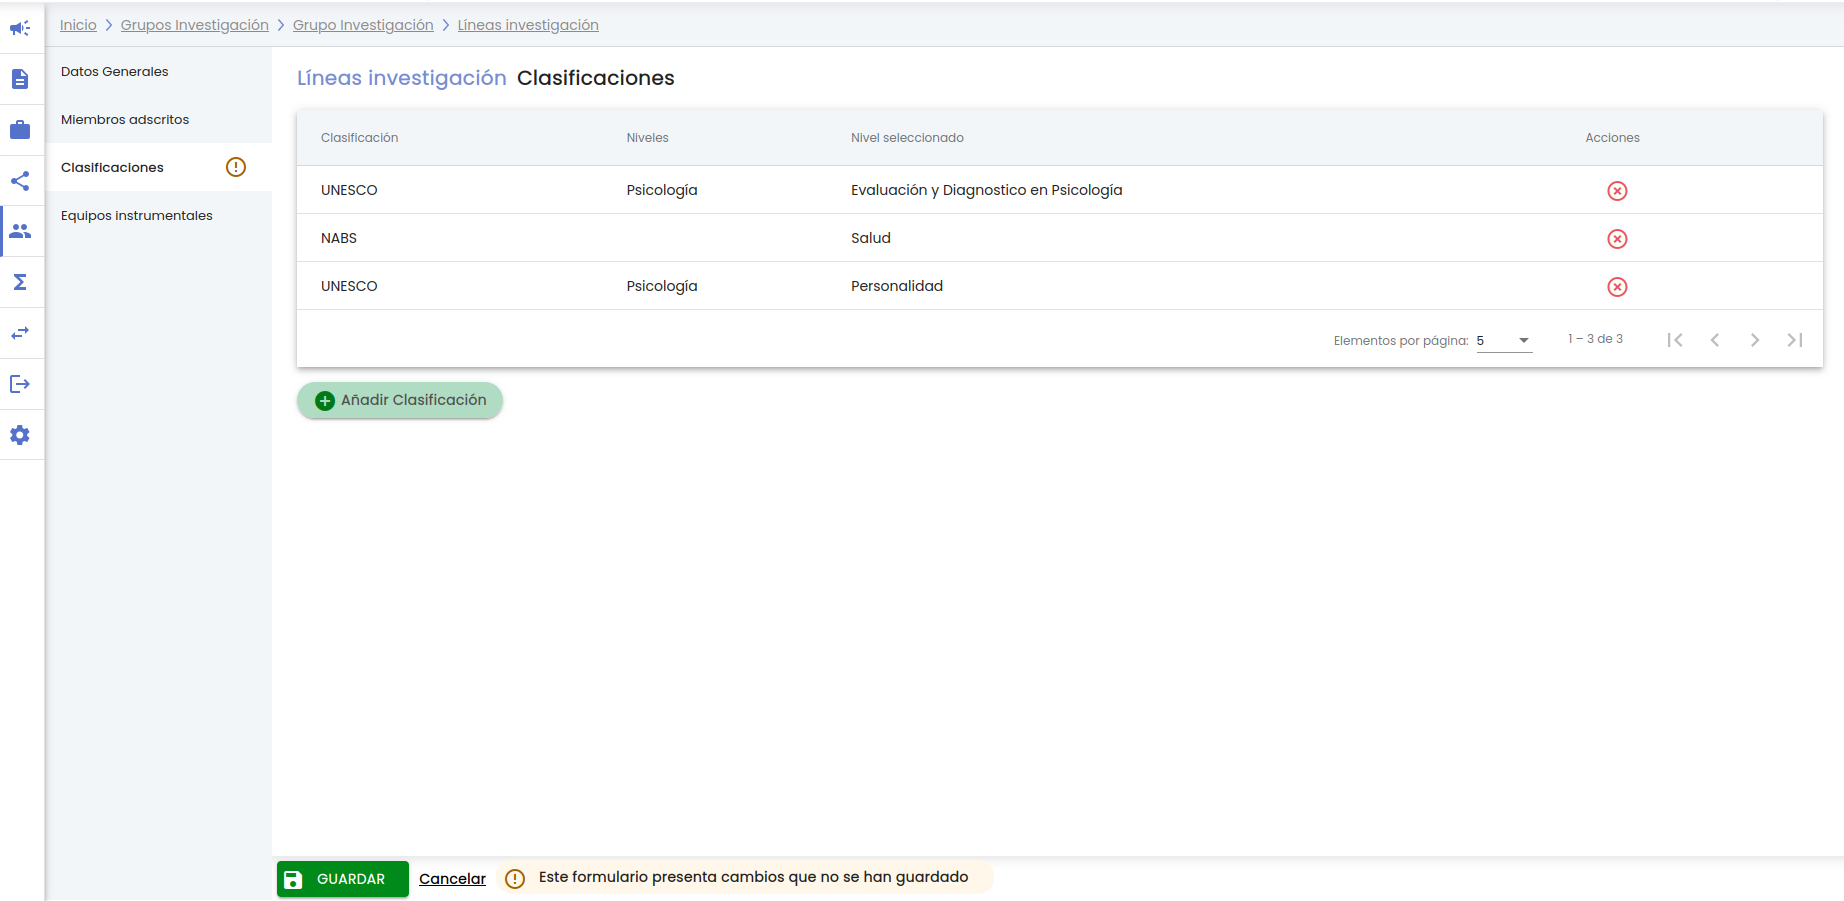 Inicio > Grupos Investigación > Grupo Investigación > Líneas investigación
Datos Generales
Miembros adscritos
Clasificaciones
Equipos instrumentales
Líneas investigación Clasificaciones
Clasificación Niveles Nivel seleccionado Acciones
UNESCO Psicología Evaluación y Diagnostico en Psicología
NABS Salud
UNESCO Psicología Personalidad
Elementos por página: 5 1 – 3 de 3
Añadir Clasificación
GUARDAR Cancelar Este formulario presenta cambios que no se han guardado